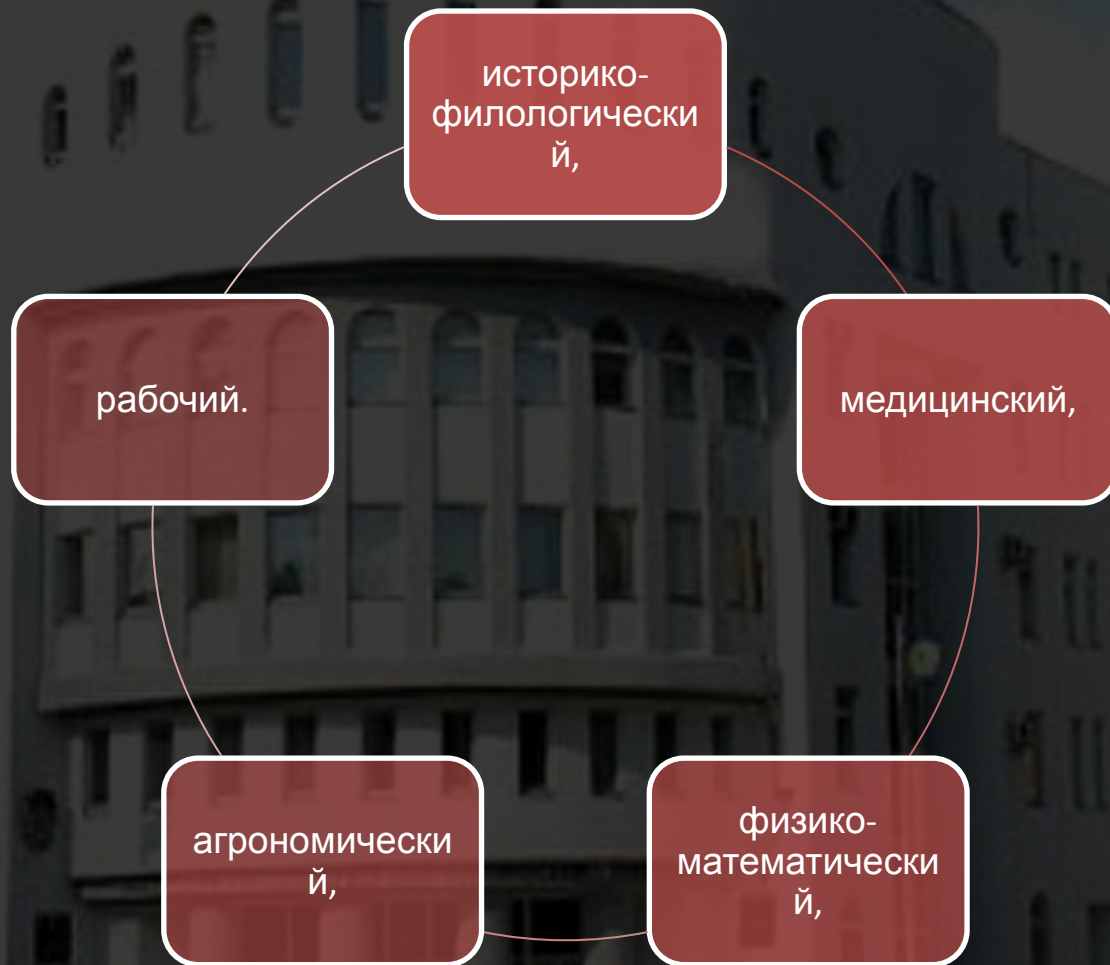 историко-
филологически
й,
медицинский,
физико-
математически
й,
агрономически
й,
рабочий.